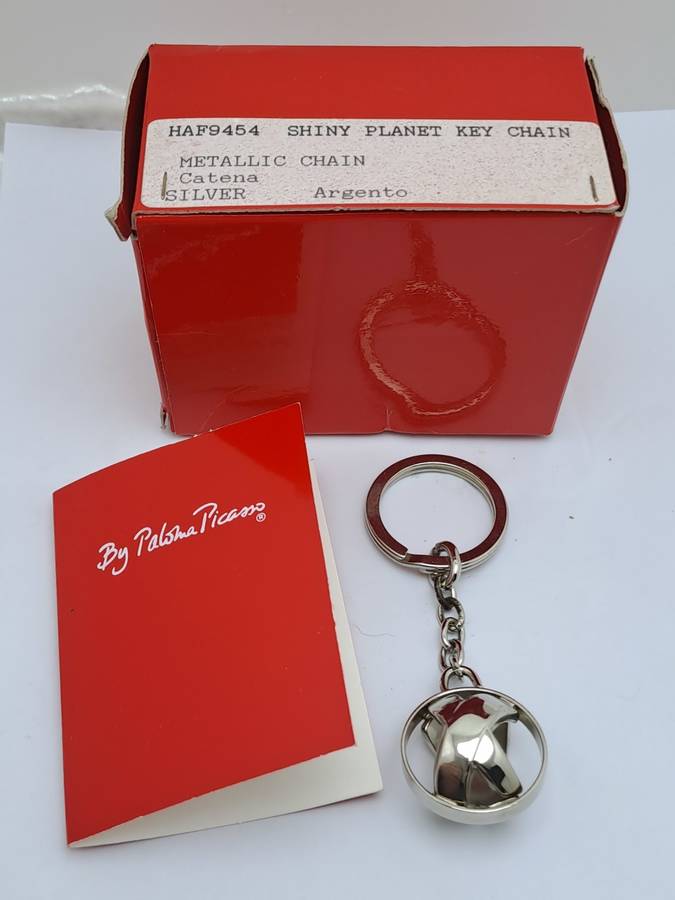 HAF9454 SHINY PLANET KEY CHAIN
METALLIC CHAIN
Catena
SILVER Argento
By Paloma Picasso ®